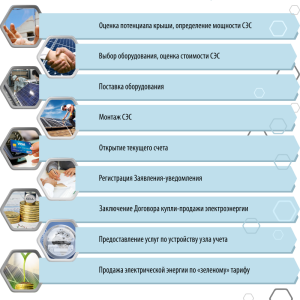 Оценка потенциала крыши, определение мощности СЭС
Выбор оборудования, оценка стоимости СЭС
Поставка оборудования
Монтаж СЭС
Открытие текущего счета
Регистрация Заявления-уведомления
Заключение Договора купли-продажи электроэнергии
Предоставление услуг по устройству узла учета
Продажа электрической энергии по «зеленому» тарифу